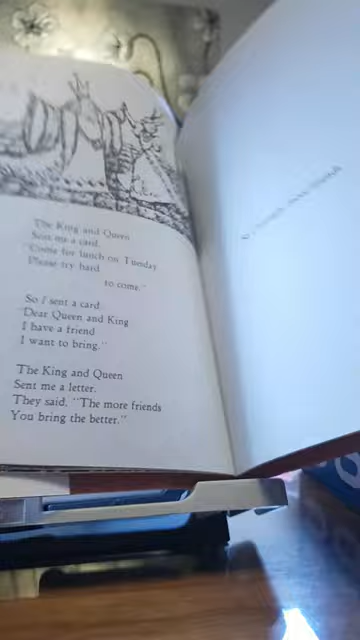 The King and Queen
Sent me a card.
"Come for lunch on Tuesday
Please try hard
to come."
So I sent a card.
"Dear Queen and King
I have a friend
I want to bring."
The King and Queen
Sent me a letter.
They said, "The more friends
You bring the better."